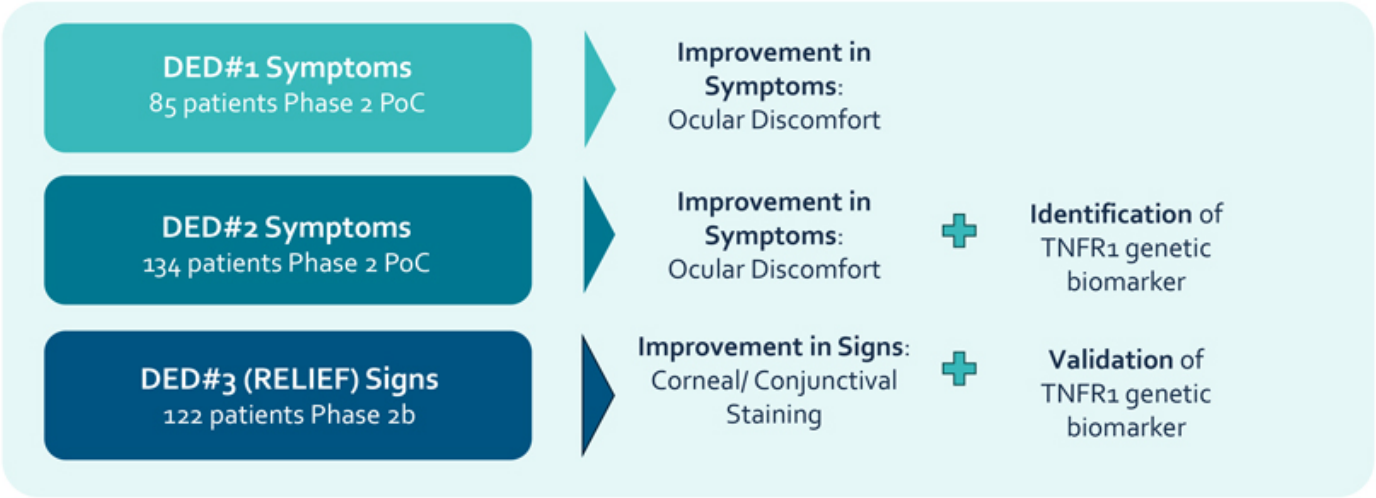 DED#1 Symptoms
85 patients Phase 2 PoC
Improvement in
Symptoms:
Ocular Discomfort
DED#2 Symptoms
134 patients Phase 2 PoC
Improvement in
Symptoms:
Ocular Discomfort
Identification of
TNFR1 genetic
biomarker
DED#3 (RELIEF) Signs
122 patients Phase 2b
Improvement in Signs:
Corneal/ Conjunctival
Staining
Validation of
TNFR1 genetic
biomarker